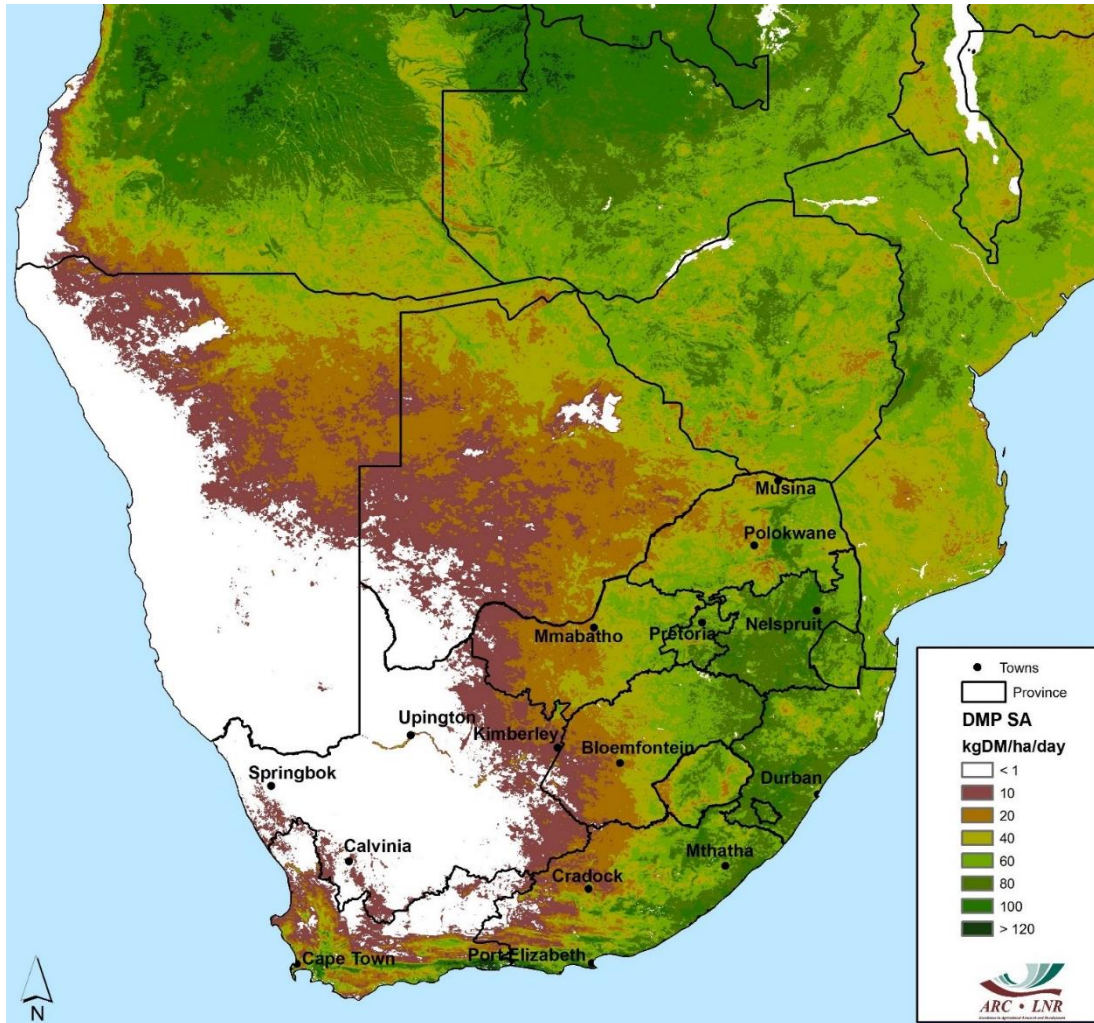 Musina
Polokwane
Mmabatho
Pretoria
Nelspruit
Upington
Kimberley
Bloemfontein
Springbok
Durban
Calvinia
Mthatha
Cradock
Cape Town
Port Elizabeth
N
Towns
Province
DMP SA
kgDM/ha/day
< 1
10
20
40
60
80
100
> 120
ARC • LNR